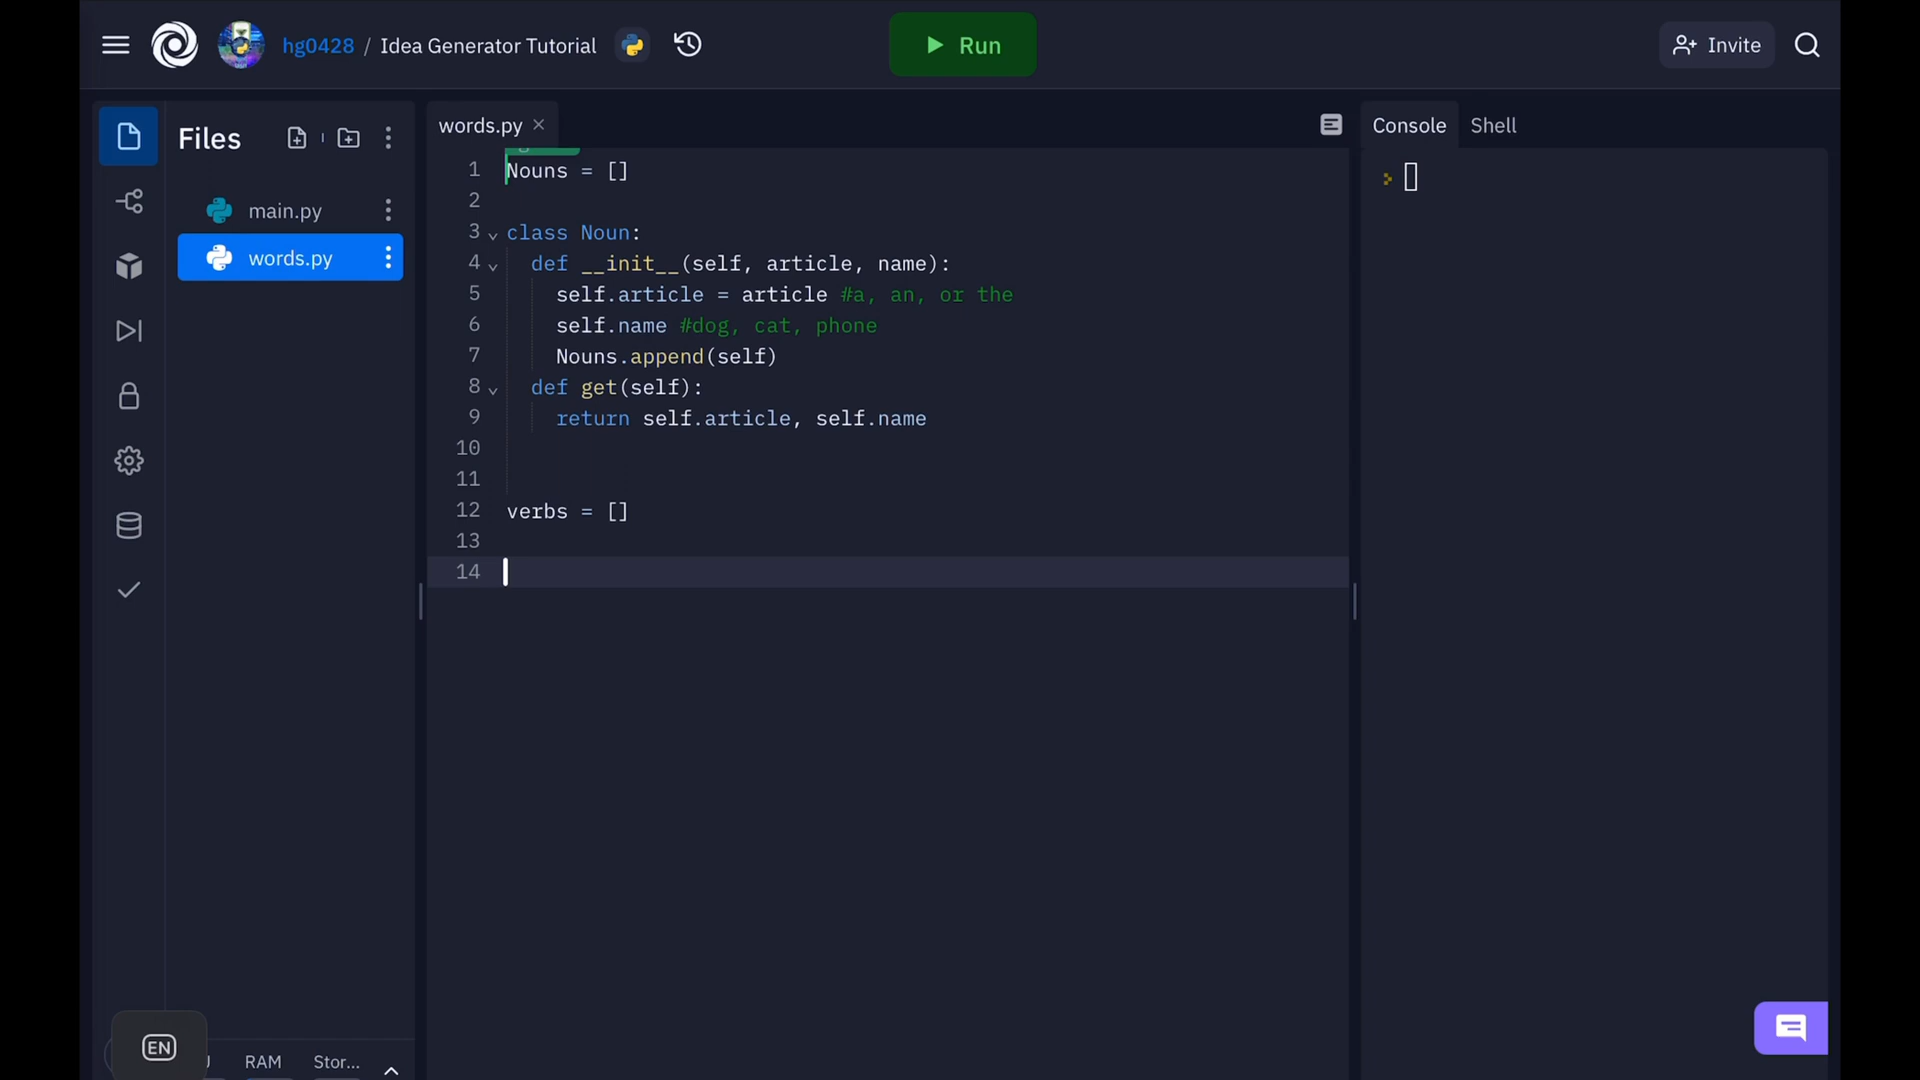 hg0428 / Idea Generator Tutorial
Run
Invite
Files
main.py
words.py
words.py
Console
Shell
1 Nouns = []
2
3 class Noun:
4 def __init__(self, article, name):
5 self.article = article #a, an, or the
6 self.name #dog, cat, phone
7 Nouns.append(self)
8 def get(self):
9 return self.article, self.name
10
11
12 verbs = []
13
14
EN
RAM
Stor...